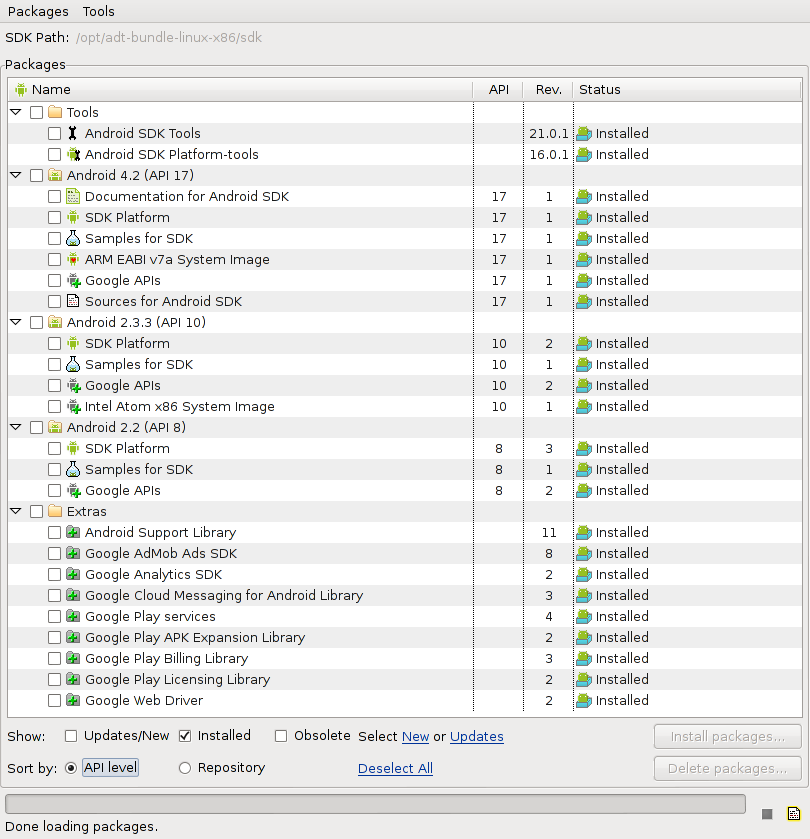 Packages Tools
SDK Path: /opt/adt-bundle-linux-x86/sdk
Packages
Name API Rev. Status
Tools
Android SDK Tools 21.0.1 Installed
Android SDK Platform-tools 16.0.1 Installed
Android 4.2 (API 17)
Documentation for Android SDK 17 1 Installed
SDK Platform 17 1 Installed
Samples for SDK 17 1 Installed
ARM EABI v7a System Image 17 1 Installed
Google APIs 17 1 Installed
Sources for Android SDK 17 1 Installed
Android 2.3.3 (API 10)
SDK Platform 10 2 Installed
Samples for SDK 10 1 Installed
Google APIs 10 2 Installed
Intel Atom x86 System Image 10 1 Installed
Android 2.2 (API 8)
SDK Platform 8 3 Installed
Samples for SDK 8 1 Installed
Google APIs 8 2 Installed
Extras
Android Support Library 11 Installed
Google AdMob Ads SDK 8 Installed
Google Analytics SDK 2 Installed
Google Cloud Messaging for Android Library 3 Installed
Google Play services 4 Installed
Google Play APK Expansion Library 2 Installed
Google Play Billing Library 3 Installed
Google Play Licensing Library 2 Installed
Google Web Driver 2 Installed
Show: Updates/New Installed Obsolete Select New or Updates Install packages...
Sort by: API level Repository Deselect All Delete packages...
Done loading packages.